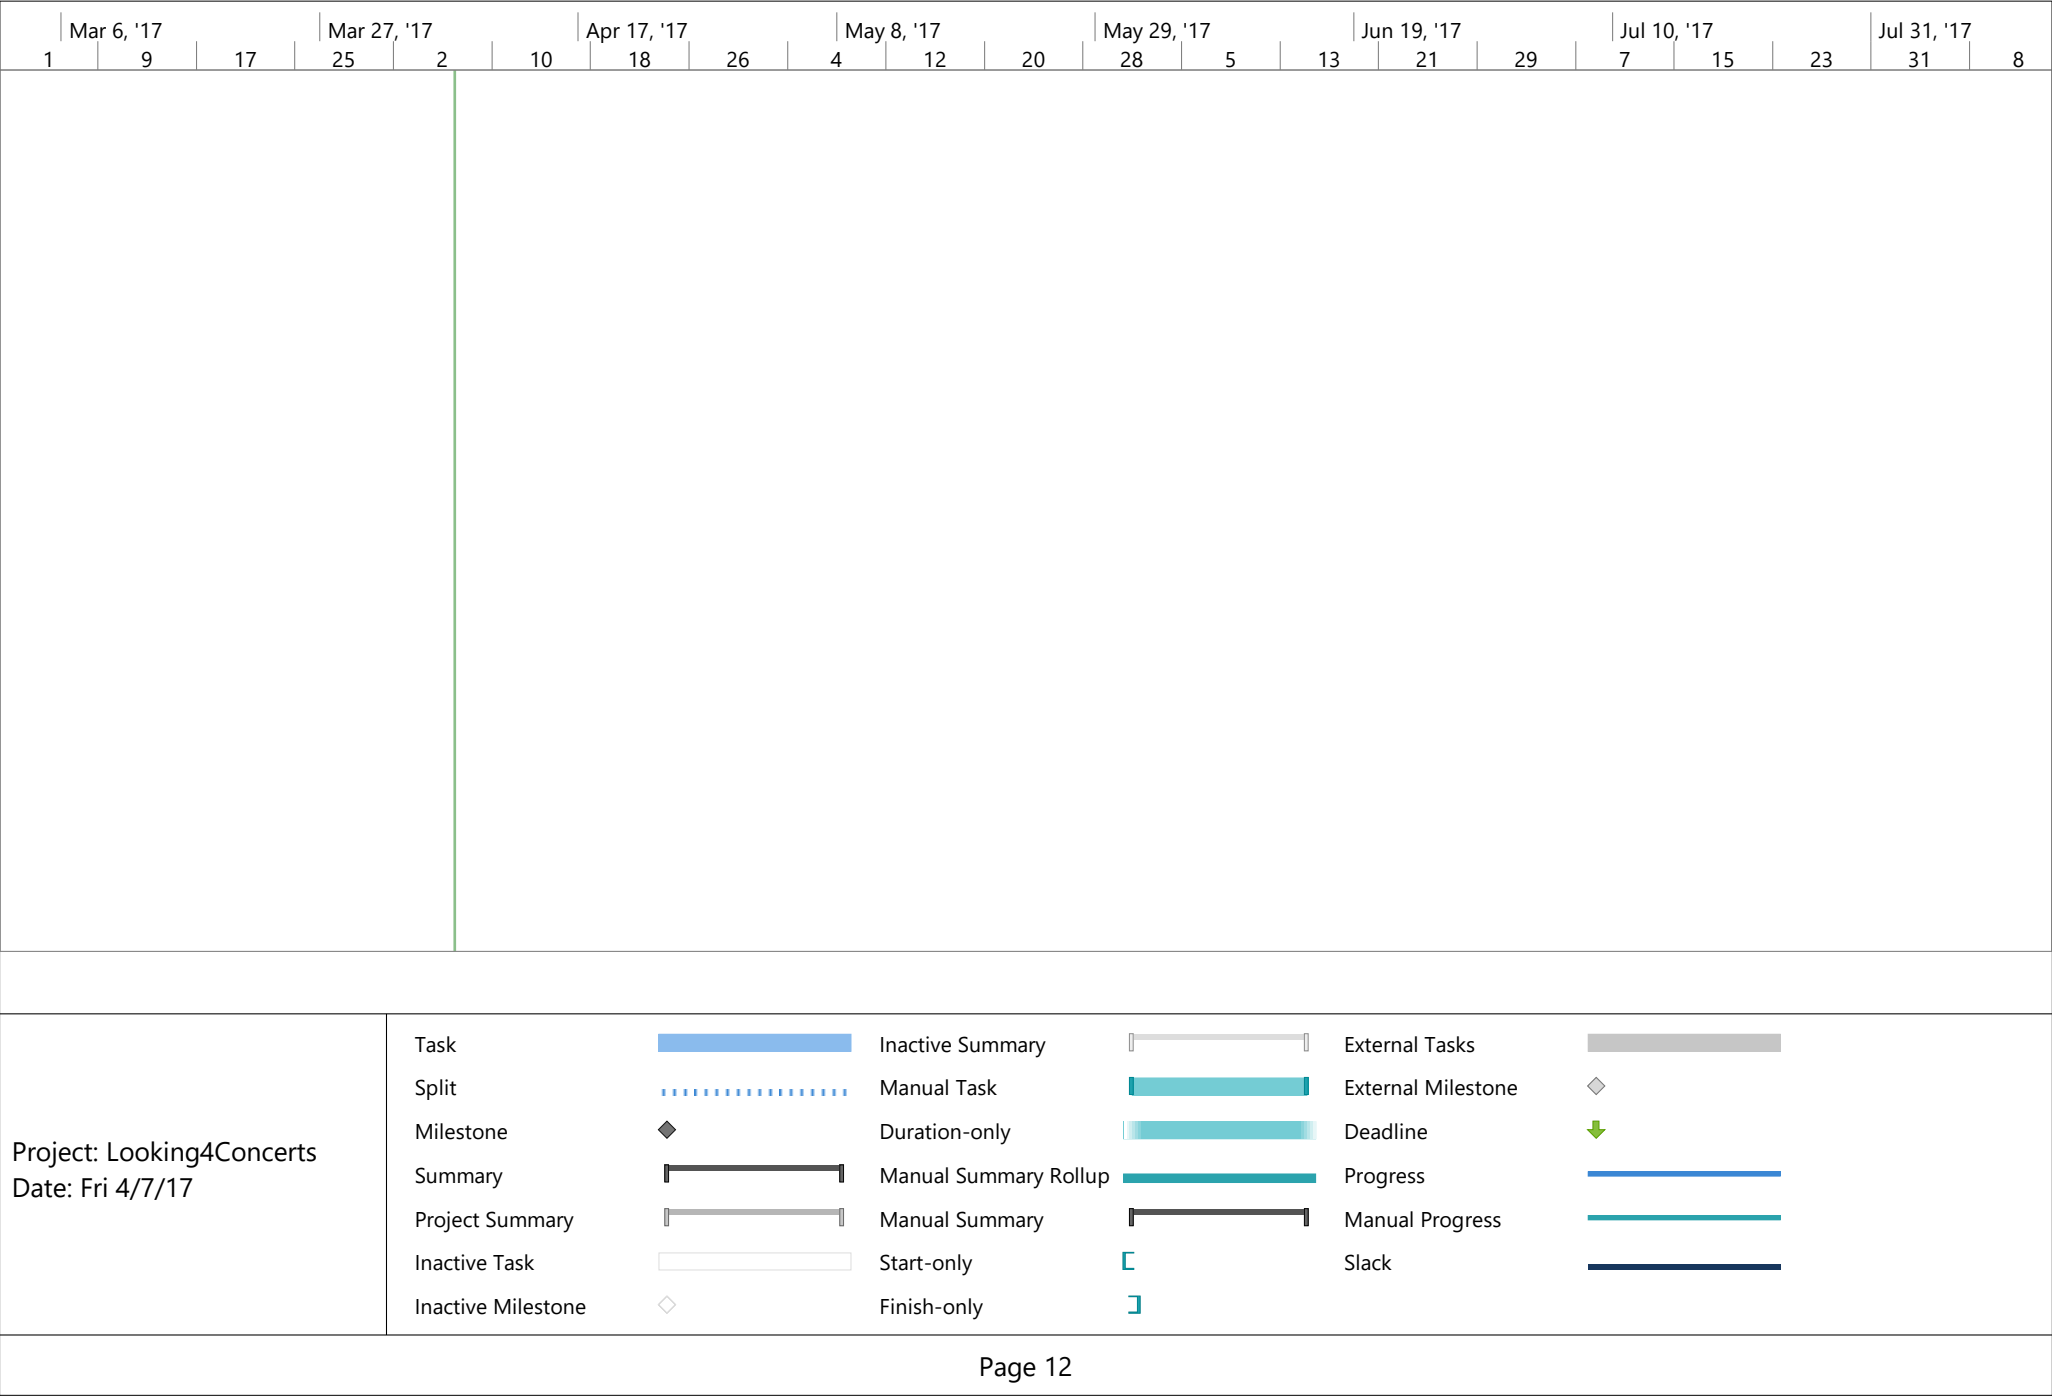 Mar 6, '17 Mar 27, '17 Apr 17, '17 May 8, '17 May 29, '17 Jun 19, '17 Jul 10, '17 Jul 31, '17
1 9 17 25 2 10 18 26 4 12 20 28 5 13 21 29 7 15 23 31 8
Project: Looking4Concerts
Date: Fri 4/7/17
Task
Split
Milestone
Summary
Project Summary
Inactive Task
Inactive Milestone
Inactive Summary
Manual Task
Duration-only
Manual Summary Rollup
Manual Summary
Start-only
Finish-only
External Tasks
External Milestone
Deadline
Progress
Manual Progress
Slack
Page 12